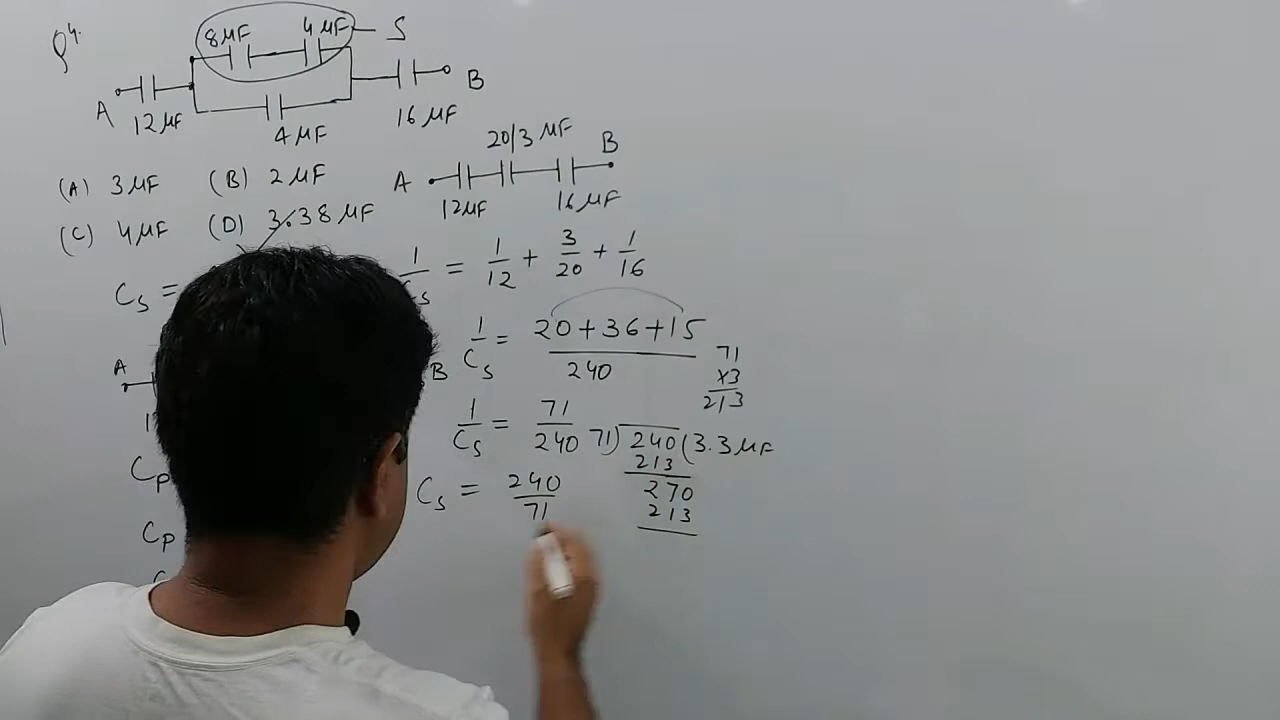 Q4.
8 μF 4 μF S
A B
12 μF 4 μF 16 μF
(A) 3 μF (B) 2 μF
(C) 4 μF (D) 3.38 μF
20/3 μF
A B
12μF 16 μF
1/Cs = 1/12 + 3/20 + 1/16
Cs =
1/Cs = (20+36+15)/240
71
×3
213
A B
1/Cs = 71/240
71) 240 (3.3 μF
213
270
213
Cp
Cs = 240/71
Cp